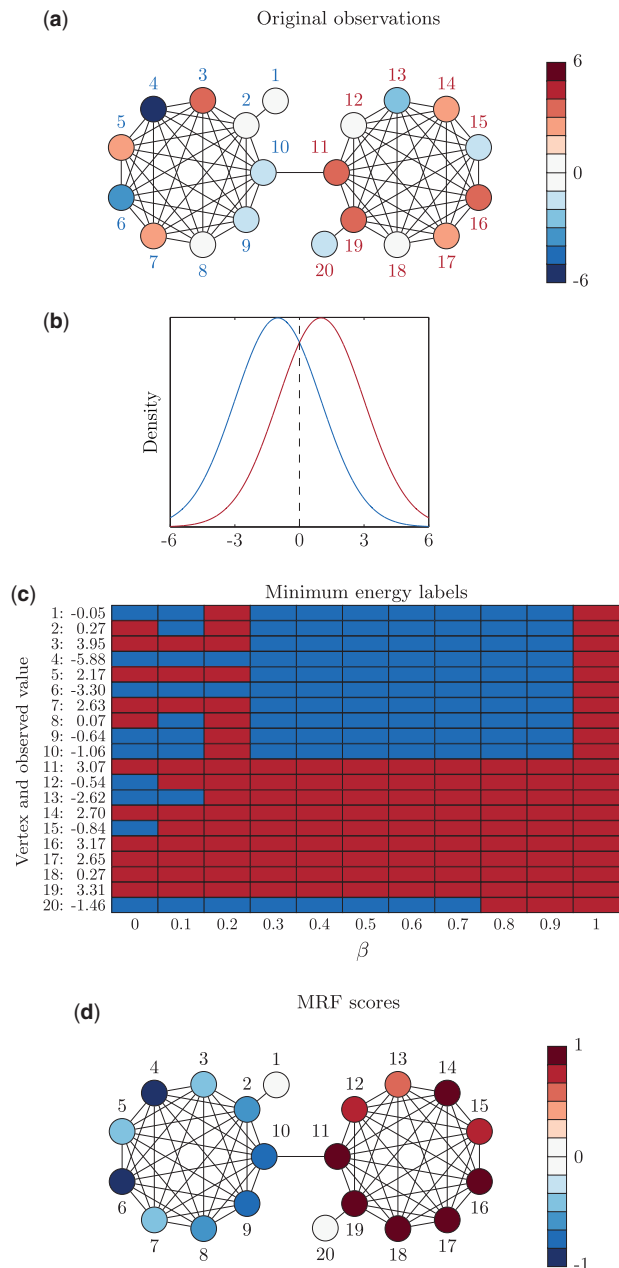 (a)
Original observations
4 3 1
5 2
10
6
7 8 9
13 14
12 15
11
16
19
20 18 17
6
0
-6
(b)
Density
-6 -3 0 3 6
(c)
Minimum energy labels
Vertex and observed value
1: -0.05
2: 0.27
3: 3.95
4: -5.88
5: 2.17
6: -3.30
7: 2.63
8: 0.07
9: -0.64
10: -1.06
11: 3.07
12: -0.54
13: -2.62
14: 2.70
15: -0.84
16: 3.17
17: 2.65
18: 0.27
19: 3.31
20: -1.46
0 0.1 0.2 0.3 0.4 0.5 0.6 0.7 0.8 0.9 1
β
MRF scores
(d)
4 3 1
5 2
10
6
7 8 9
13 14
12 15
11
16
19
20 18 17
1
0
-1